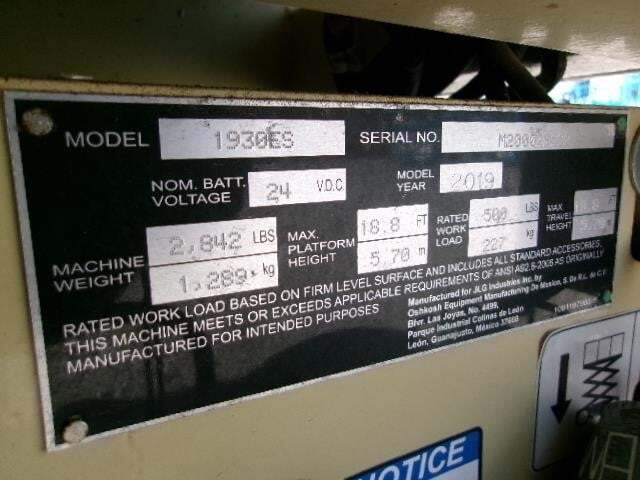 MODEL 1930ES SERIAL NO.
NOM. BATT. VOLTAGE 24 V.D.C. MODEL YEAR 2019
MACHINE WEIGHT 2,842 LBS 1,289 kg MAX. PLATFORM HEIGHT 18.8 FT 5.70 m RATED WORK LOAD 500 LBS 227 kg MAX. TRAVEL HEIGHT
RATED WORK LOAD BASED ON FIRM LEVEL SURFACE AND INCLUDES ALL STANDARD ACCESSORIES.
THIS MACHINE MEETS OR EXCEEDS APPLICABLE REQUIREMENTS OF ANSI A92.6-2006 AS ORIGINALLY
MANUFACTURED FOR INTENDED PURPOSES
Manufactured for JLG Industries Inc. by
Oshkosh Equipment Manufacturing De Mexico, S. De R.L. de C.V
Blvr. Las Joyas, No. 4499,
Parque Industrial Colinas de León
León, Guanajusto, México 37668
NOTICE